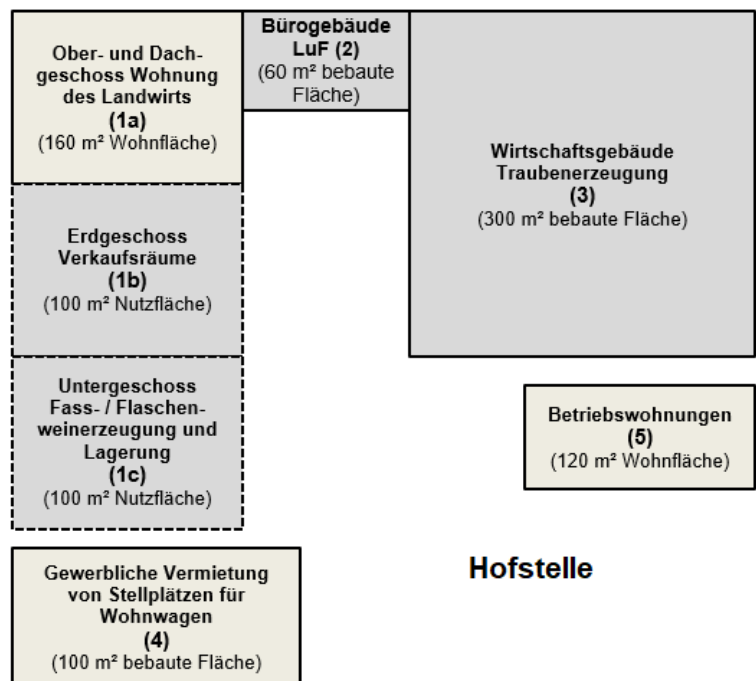 Ober- und Dach-
geschoss Wohnung
des Landwirts
(1a)
(160 m² Wohnfläche)
Bürogebäude
LuF (2)
(60 m² bebaute
Fläche)
Wirtschaftsgebäude
Traubenerzeugung
(3)
(300 m² bebaute Fläche)
Erdgeschoss
Verkaufsräume
(1b)
(100 m² Nutzfläche)
Untergeschoss
Fass- / Flaschen-
weinerzeugung und
Lagerung
(1c)
(100 m² Nutzfläche)
Betriebswohnungen
(5)
(120 m² Wohnfläche)
Gewerbliche Vermietung
von Stellplätzen für
Wohnwagen
(4)
(100 m² bebaute Fläche)
Hofstelle